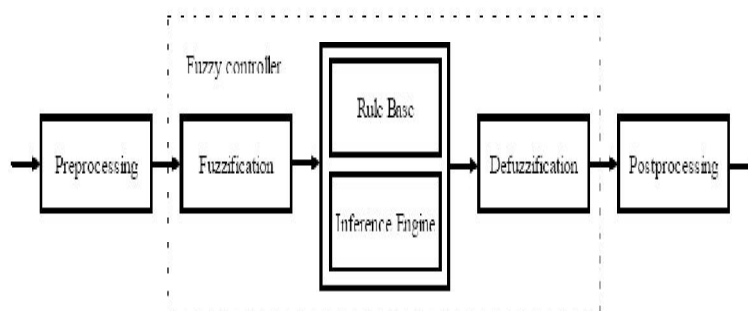 Fuzzy controller
Preprocessing
Fuzzification
Rule Base
Inference Engine
Defuzzification
Postprocessing